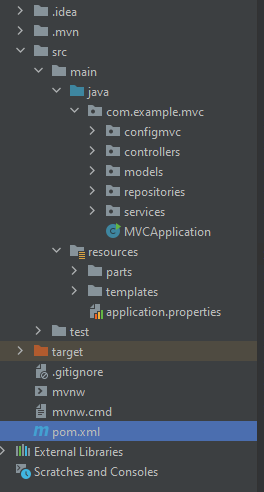 .idea
.mvn
src
main
java
com.example.mvc
configmvc
controllers
models
repositories
services
MVCApplication
resources
parts
templates
application.properties
test
target
.gitignore
mvnw
mvnw.cmd
pom.xml
External Libraries
Scratches and Consoles